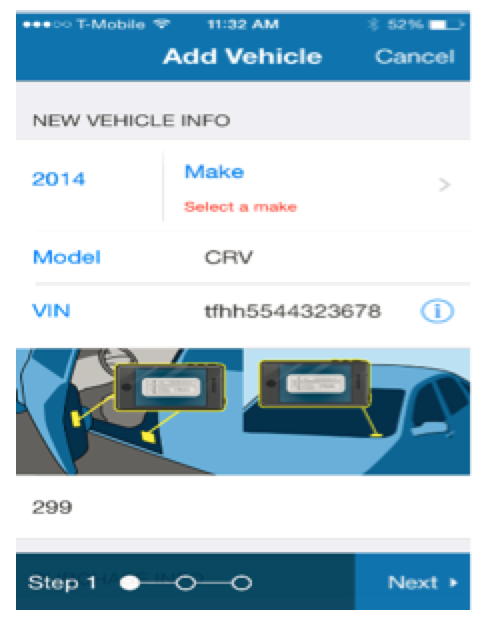 T-Mobile 11:32 AM 52%
Add Vehicle Cancel
NEW VEHICLE INFO
2014 Make
Select a make
Model CRV
VIN tfhh5544323678
299
Step 1 Next